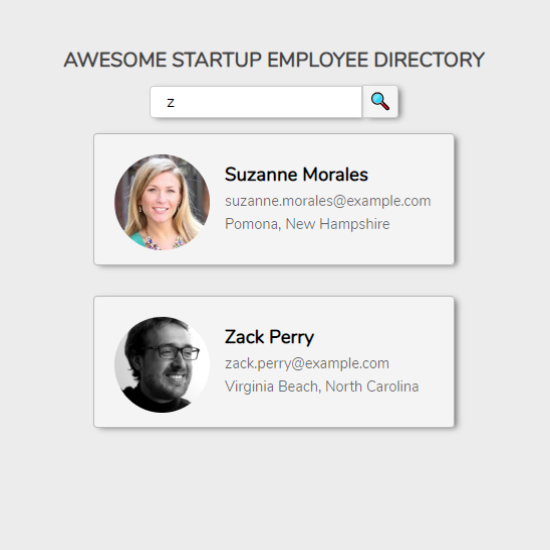 AWESOME STARTUP EMPLOYEE DIRECTORY
z
Suzanne Morales
suzanne.morales@example.com
Pomona, New Hampshire
Zack Perry
zack.perry@example.com
Virginia Beach, North Carolina